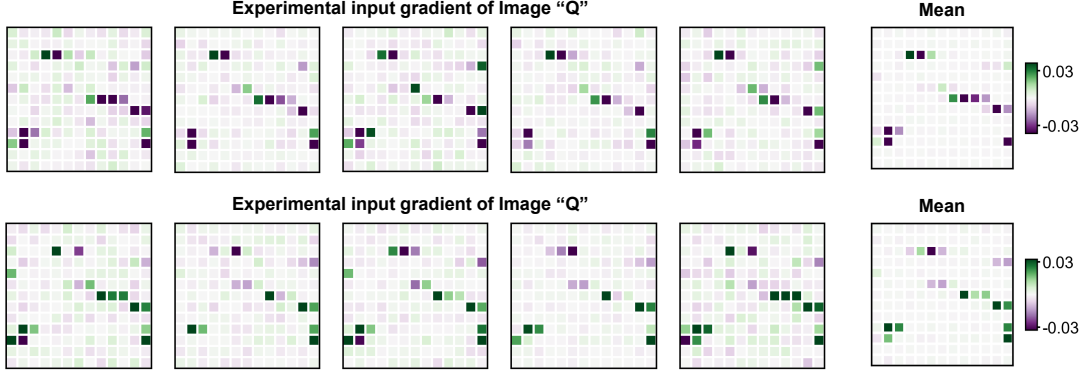 Experimental input gradient of Image “Q”
Mean
0.03
-0.03
Experimental input gradient of Image “Q”
Mean
0.03
-0.03